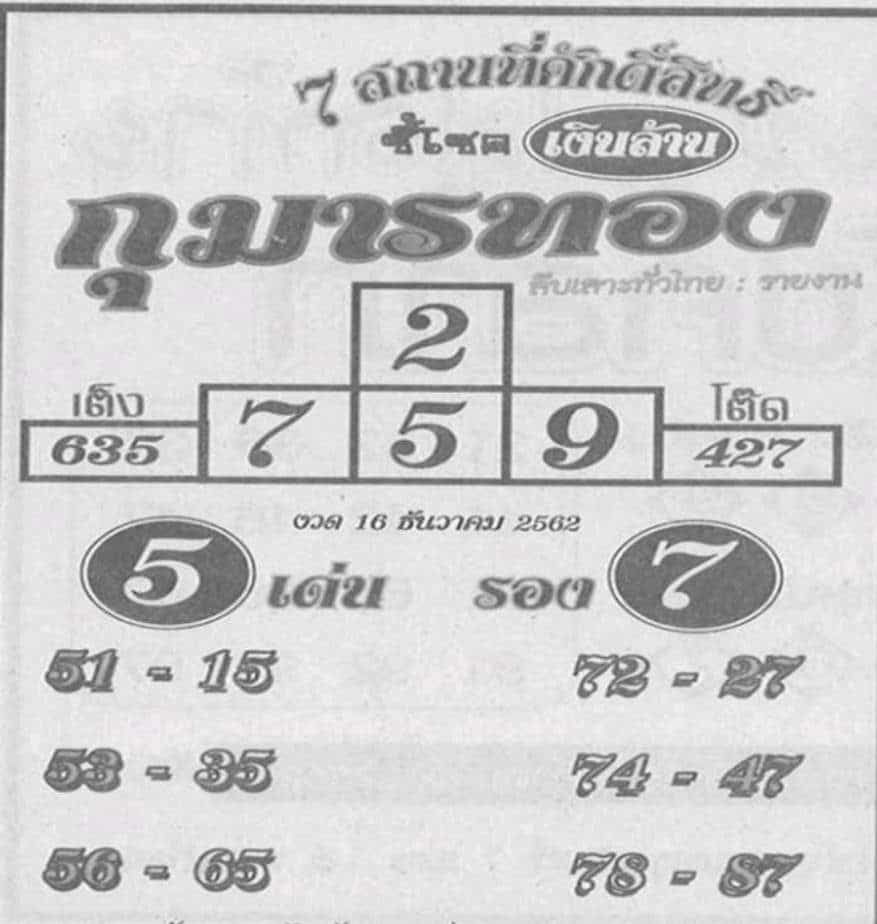 7 สถานที่ศักดิ์สิทธิ์
ชี้โชค เงินล้าน
กุมารทอง
สืบเสาะทั่วไทย : รายงาน
2
เต็ง โต๊ด
635 7 5 9 427
งวด 16 ธันวาคม 2562
5 เด่น รอง 7
51 - 15 72 - 27
53 - 35 74 - 47
56 - 65 78 - 87